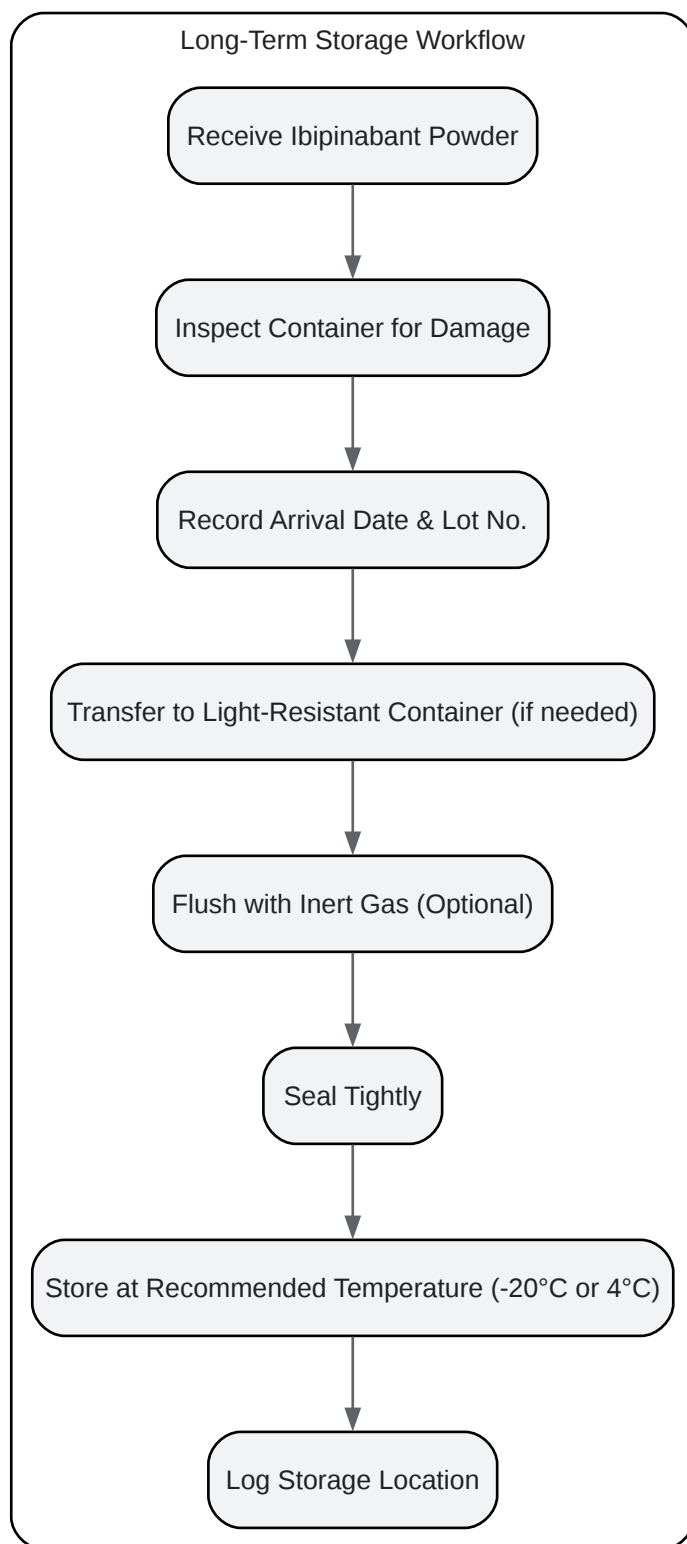 Long-Term Storage Workflow
Receive Ibipinabant Powder
Inspect Container for Damage
Record Arrival Date & Lot No.
Transfer to Light-Resistant Container (if needed)
Flush with Inert Gas (Optional)
Seal Tightly
Store at Recommended Temperature (-20°C or 4°C)
Log Storage Location